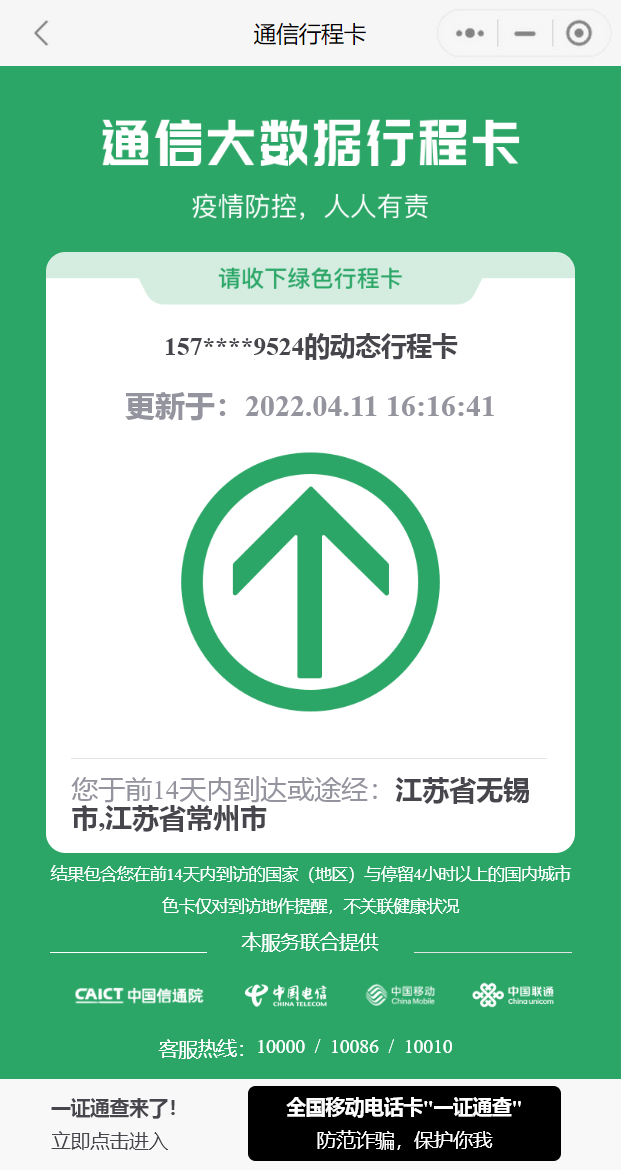 通信行程卡
通信大数据行程卡
疫情防控，人人有责
请收下绿色行程卡
157****9524的动态行程卡
更新于：2022.04.11 16:16:41
您于前14天内到达或途经：江苏省无锡
市,江苏省常州市
结果包含您在前14天内到访的国家（地区）与停留4小时以上的国内城市
色卡仅对到访地作提醒，不关联健康状况
本服务联合提供
CAICT 中国信通院 中国电信 CHINA TELECOM 中国移动 China Mobile 中国联通 China unicom
客服热线：10000 / 10086 / 10010
一证通查来了！ 全国移动电话卡"一证通查"
立即点击进入 防范诈骗，保护你我